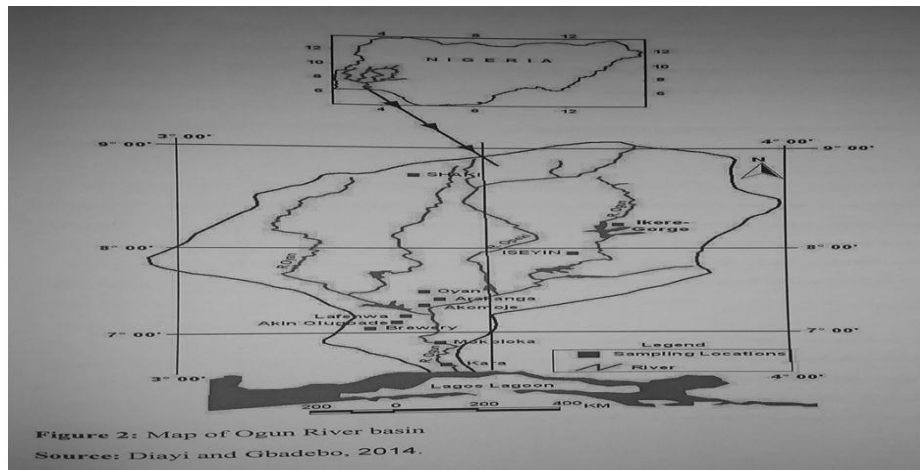 4 8 12
12 12
10 NIGERIA 10
8 8
6 6
4 8 12
3° 00' 4° 00'
9° 00' 9° 00'
N
SHAKI
R.Ogun
Ikere-
Gorge
8° 00' 8° 00'
ISEYIN
Oyan
Akomoje
Lafenwa
Akin Olugbade
Brewery
7° 00' 7° 00'
Mokoloka
Legend
Sampling Locations
R.Ogun
Kara
River
3° 00' 4° 00'
Lagos Lagoon
200 0 200 400 KM
Figure 2: Map of Ogun River basin
Source: Diayi and Gbadebo, 2014.